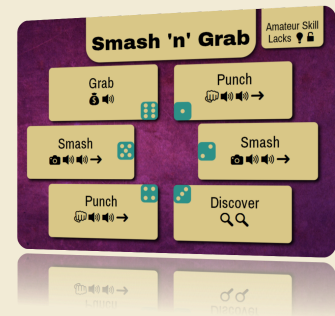 Smash 'n' Grab
Amateur Skill
Lacks
Grab
Punch
Smash
Smash
Punch
Discover